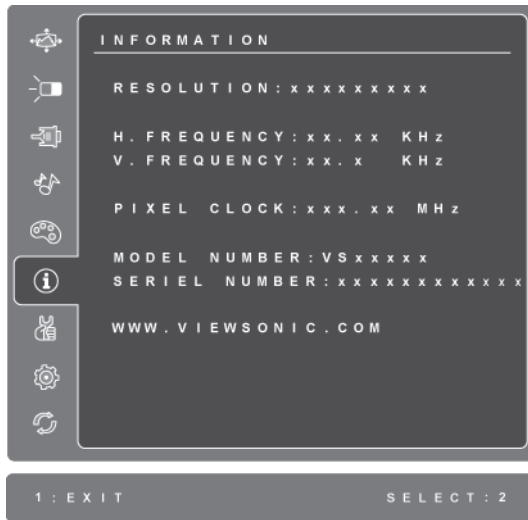 INFORMATION
RESOLUTION:xxxxxxxxx
H.FREQUENCY:xx.xx KHz
V.FREQUENCY:xx.x KHz
PIXEL CLOCK:xxx.xx MHz
MODEL NUMBER:VSxxxxx
SERIEL NUMBER:xxxxxxxxxxxx
WWW.VIEWSONIC.COM
1:EXIT SELECT:2